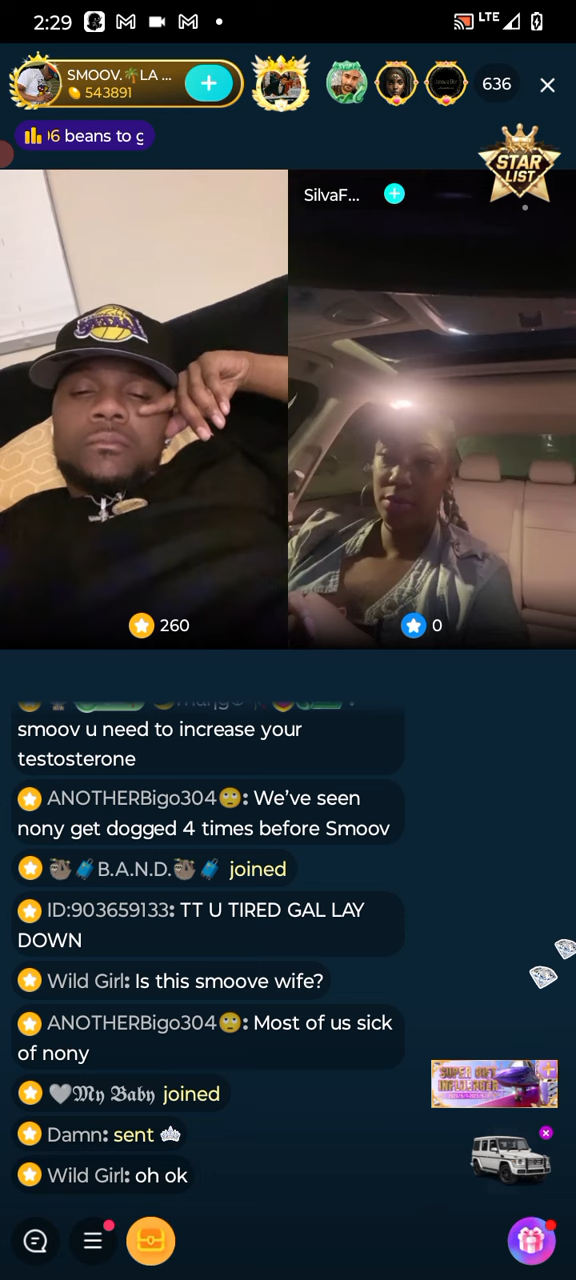 2:29
LTE
SMOOV.🌴LA ...
543891
636
96 beans to g
STAR
LIST
SilvaF...
260
0
smoov u need to increase your
testosterone
ANOTHERBigo304🙄: We've seen
nony get dogged 4 times before Smoov
🦥🧳B.A.N.D.🦥🧳 joined
ID:903659133: TT U TIRED GAL LAY
DOWN
Wild Girl: Is this smoove wife?
ANOTHERBigo304🙄: Most of us sick
of nony
🤍𝕸𝖞 𝕭𝖆𝖇𝖞 joined
Damn: sent
Wild Girl: oh ok
SUPER GIFT